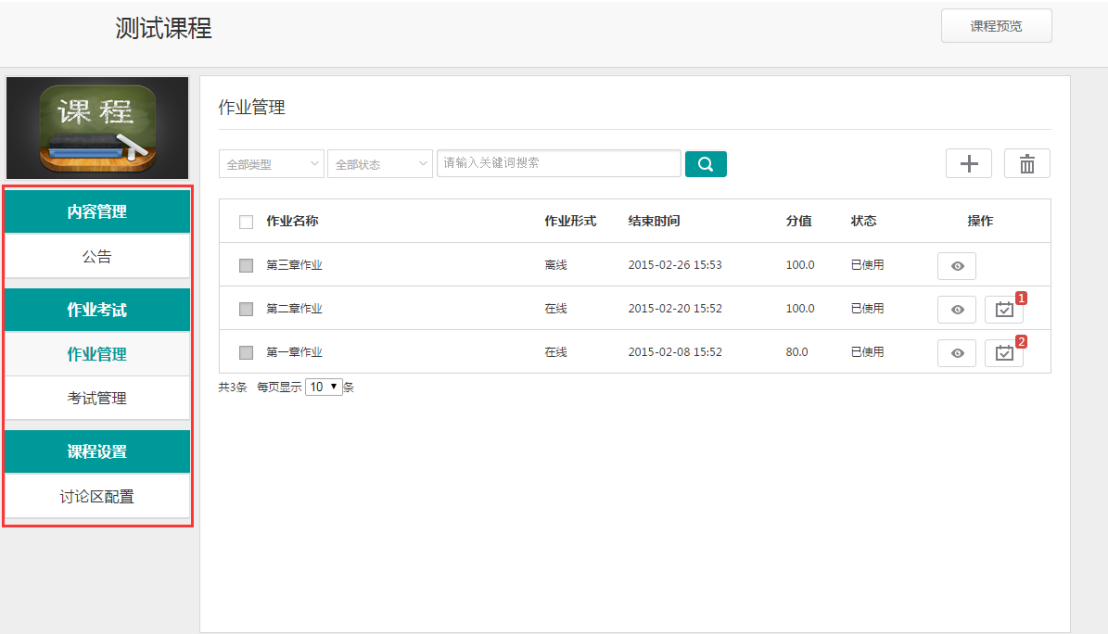 测试课程
课程预览
课程
内容管理
公告
作业考试
作业管理
考试管理
课程设置
讨论区配置
作业管理
全部类型 全部状态 请输入关键词搜索
作业名称 作业形式 结束时间 分值 状态 操作
第三章作业 离线 2015-02-26 15:53 100.0 已使用
第二章作业 在线 2015-02-20 15:52 100.0 已使用 1
第一章作业 在线 2015-02-08 15:52 80.0 已使用 2
共3条 每页显示 10 条